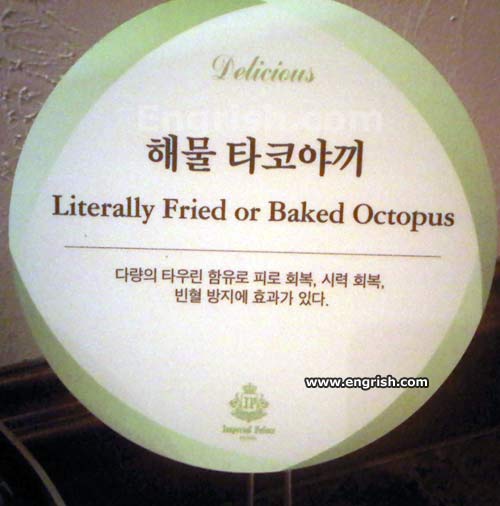 Delicious
Engrish.com
해물 타코야끼
Literally Fried or Baked Octopus
다량의 타우린 함유로 피로 회복, 시력 회복,
빈혈 방지에 효과가 있다.
www.engrish.com
IP
Imperial Palace